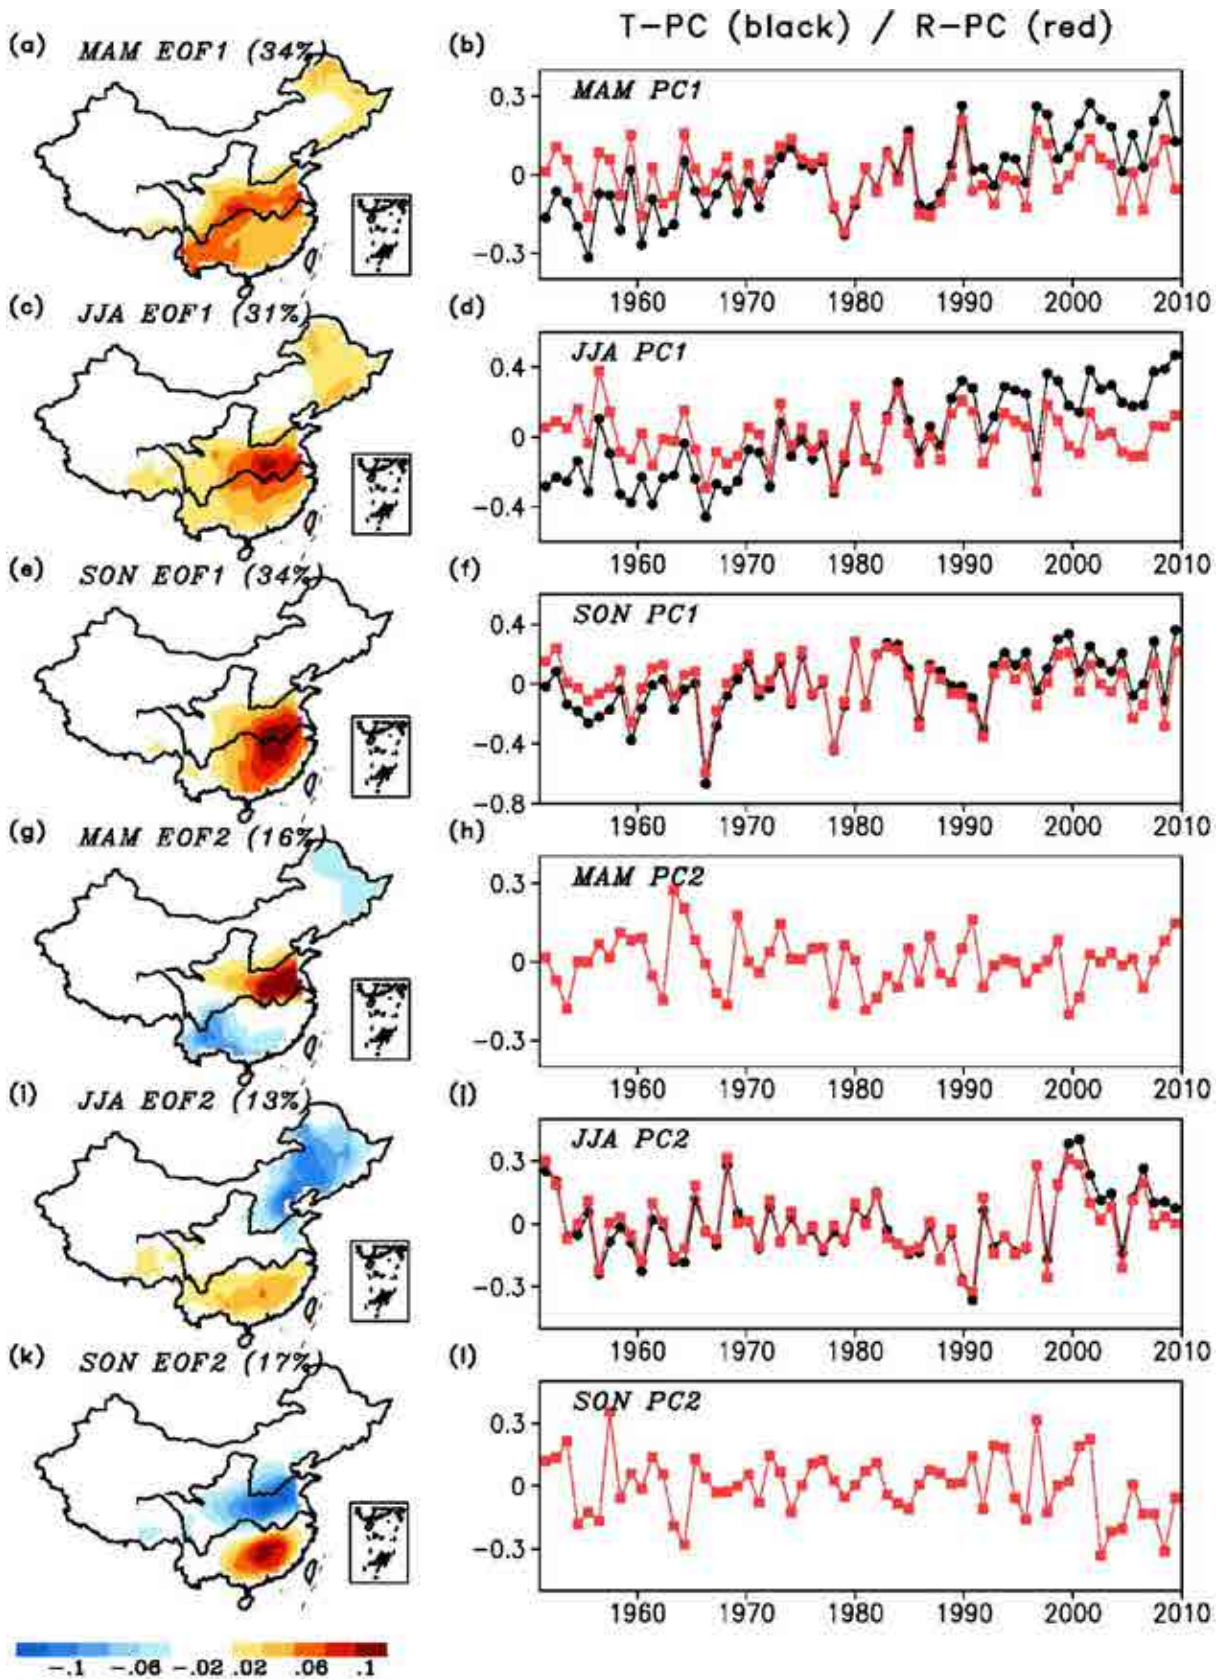 T-PC (black) / R-PC (red)
(a) MAM EOF1 (34%)
(b) MAM PC1
0.3
0
-0.3
1960 1970 1980 1990 2000 2010
(c) JJA EOF1 (31%)
(d) JJA PC1
0.4
0
-0.4
1960 1970 1980 1990 2000 2010
(e) SON EOF1 (34%)
(f) SON PC1
0.4
0
-0.4
-0.8
1960 1970 1980 1990 2000 2010
(g) MAM EOF2 (16%)
(h) MAM PC2
0.3
0
-0.3
1960 1970 1980 1990 2000 2010
(i) JJA EOF2 (13%)
(j) JJA PC2
0.3
0
-0.3
1960 1970 1980 1990 2000 2010
(k) SON EOF2 (17%)
(l) SON PC2
0.3
0
-0.3
1960 1970 1980 1990 2000 2010
-.1 -.06 -.02 .02 .06 .1